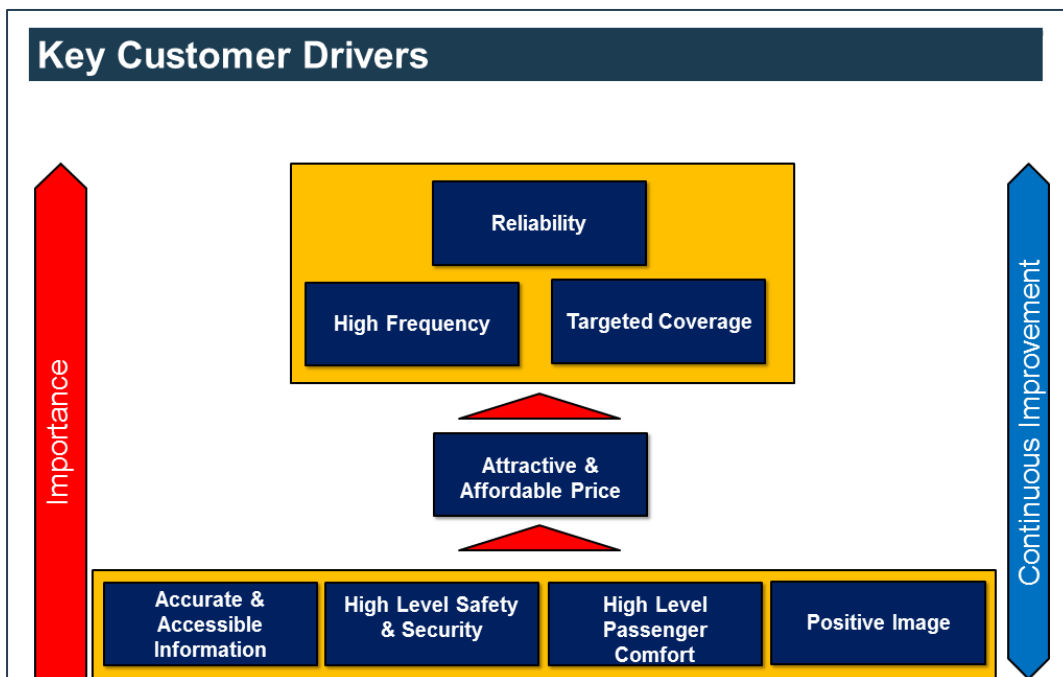 Key Customer Drivers
Importance
Reliability
High Frequency
Targeted Coverage
Attractive &
Affordable Price
Accurate &
Accessible
Information
High Level Safety
& Security
High Level
Passenger
Comfort
Positive Image
Continuous Improvement